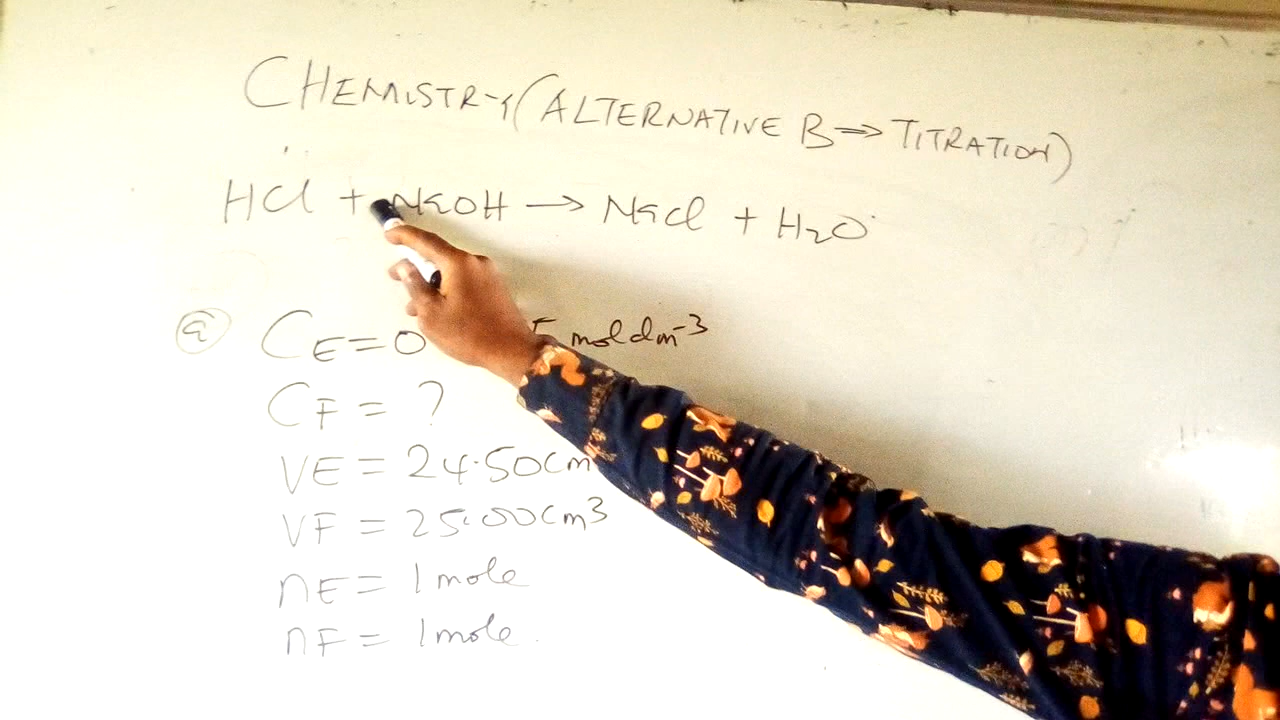 CHEMISTRY (ALTERNATIVE B ⇒ TITRATION)
HCl + NaOH → NaCl + H₂O
(a) CE = 0 mol dm⁻³
CF = ?
VE = 24.50cm
VF = 25.00cm³
nE = 1 mole
nF = 1 mole.